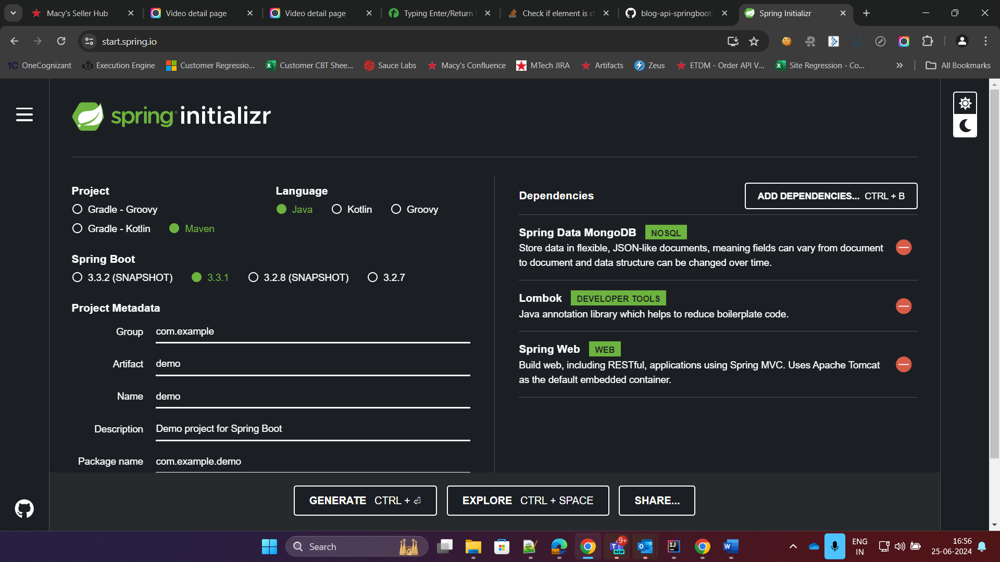 Macy's Seller Hub
Video detail page
Video detail page
Typing Enter/Return
Check if element is cl
blog-api-springboot3
Spring Initializr
start.spring.io
1C OneCognizant
Execution Engine
Customer Regressio...
Customer CBT Shee...
Sauce Labs
Macy's Confluence
MTech JIRA
Artifacts
Zeus
ETDM - Order API V...
Site Regression - Co...
All Bookmarks
spring initializr
Project
Gradle - Groovy
Gradle - Kotlin Maven
Language
Java Kotlin Groovy
Spring Boot
3.3.2 (SNAPSHOT) 3.3.1 3.2.8 (SNAPSHOT) 3.2.7
Project Metadata
Group com.example
Artifact demo
Name demo
Description Demo project for Spring Boot
Package name com.example.demo
Dependencies
ADD DEPENDENCIES... CTRL + B
Spring Data MongoDB NOSQL
Store data in flexible, JSON-like documents, meaning fields can vary from document
to document and data structure can be changed over time.
Lombok DEVELOPER TOOLS
Java annotation library which helps to reduce boilerplate code.
Spring Web WEB
Build web, including RESTful, applications using Spring MVC. Uses Apache Tomcat
as the default embedded container.
GENERATE CTRL + ⏎
EXPLORE CTRL + SPACE
SHARE...
Search
9+
NEW
ENG
IN
16:56
25-06-2024